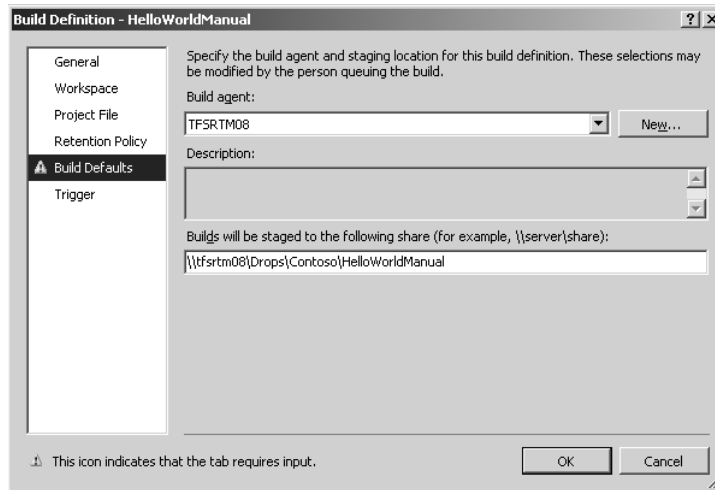 Build Definition - HelloWorldManual
General
Workspace
Project File
Retention Policy
Build Defaults
Trigger
Specify the build agent and staging location for this build definition. These selections may
be modified by the person queuing the build.
Build agent:
TFSRTM08
New...
Description:
Builds will be staged to the following share (for example, \\server\share):
\\tfsrtm08\Drops\Contoso\HelloWorldManual
This icon indicates that the tab requires input.
OK
Cancel